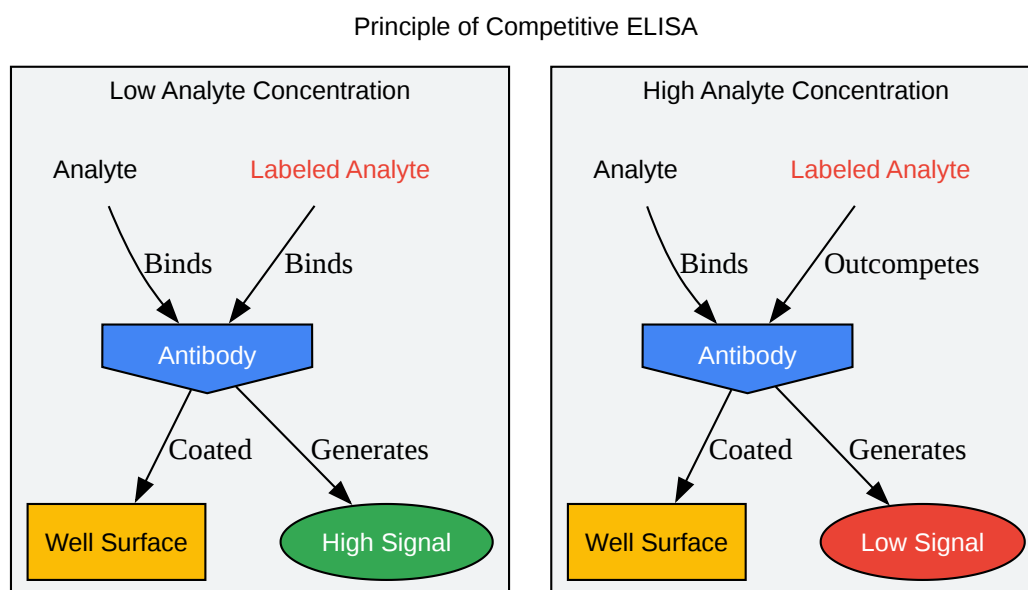 Principle of Competitive ELISA
Low Analyte Concentration
Analyte
Labeled Analyte
Binds
Binds
Antibody
Coated
Generates
Well Surface
High Signal
High Analyte Concentration
Analyte
Labeled Analyte
Binds
Outcompetes
Antibody
Coated
Generates
Well Surface
Low Signal